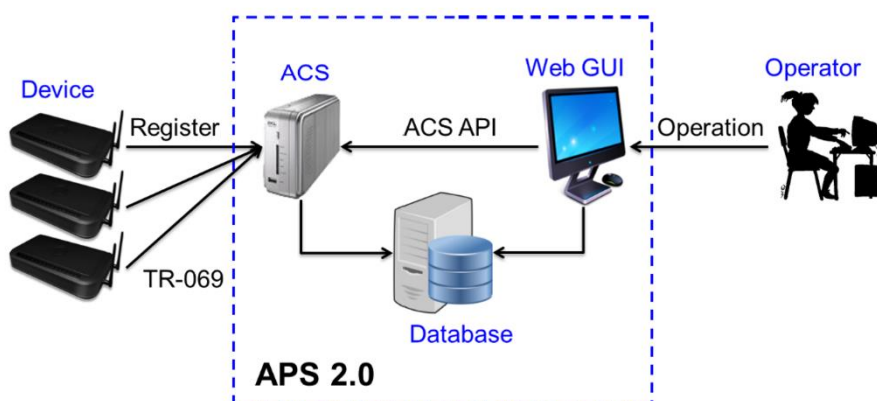 Device
ACS
Web GUI
Operator
Register
ACS API
Operation
TR-069
Database
APS 2.0